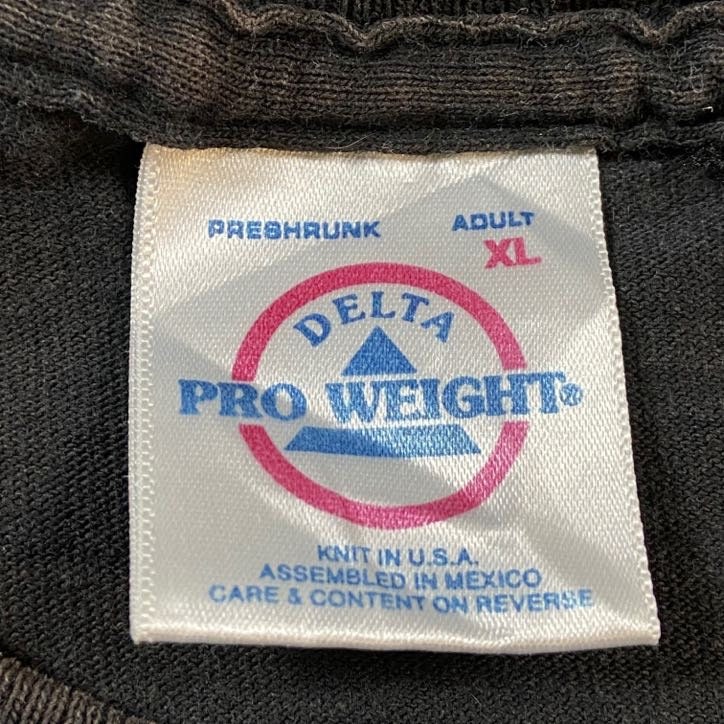 PRESHRUNK
ADULT
XL
DELTA
PRO WEIGHT®
KNIT IN U.S.A.
ASSEMBLED IN MEXICO
CARE & CONTENT ON REVERSE